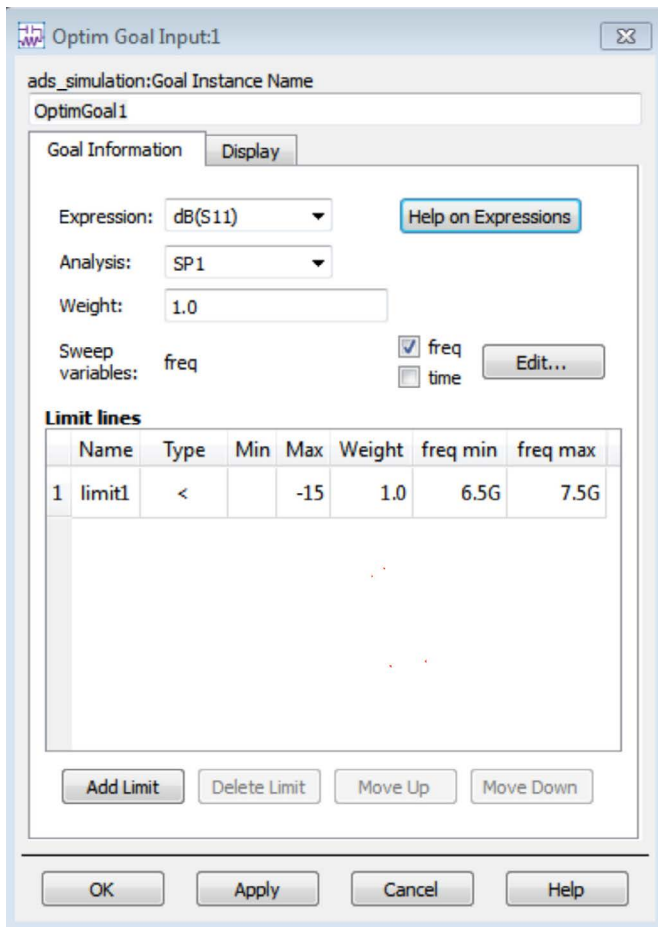 Optim Goal Input:1
ads_simulation:Goal Instance Name
OptimGoal1
Goal Information Display
Expression: dB(S11) Help on Expressions
Analysis: SP1
Weight: 1.0
Sweep variables: freq
freq
time
Edit...
Limit lines
Name Type Min Max Weight freq min freq max
1 limit1 < -15 1.0 6.5G 7.5G
Add Limit Delete Limit Move Up Move Down
OK Apply Cancel Help